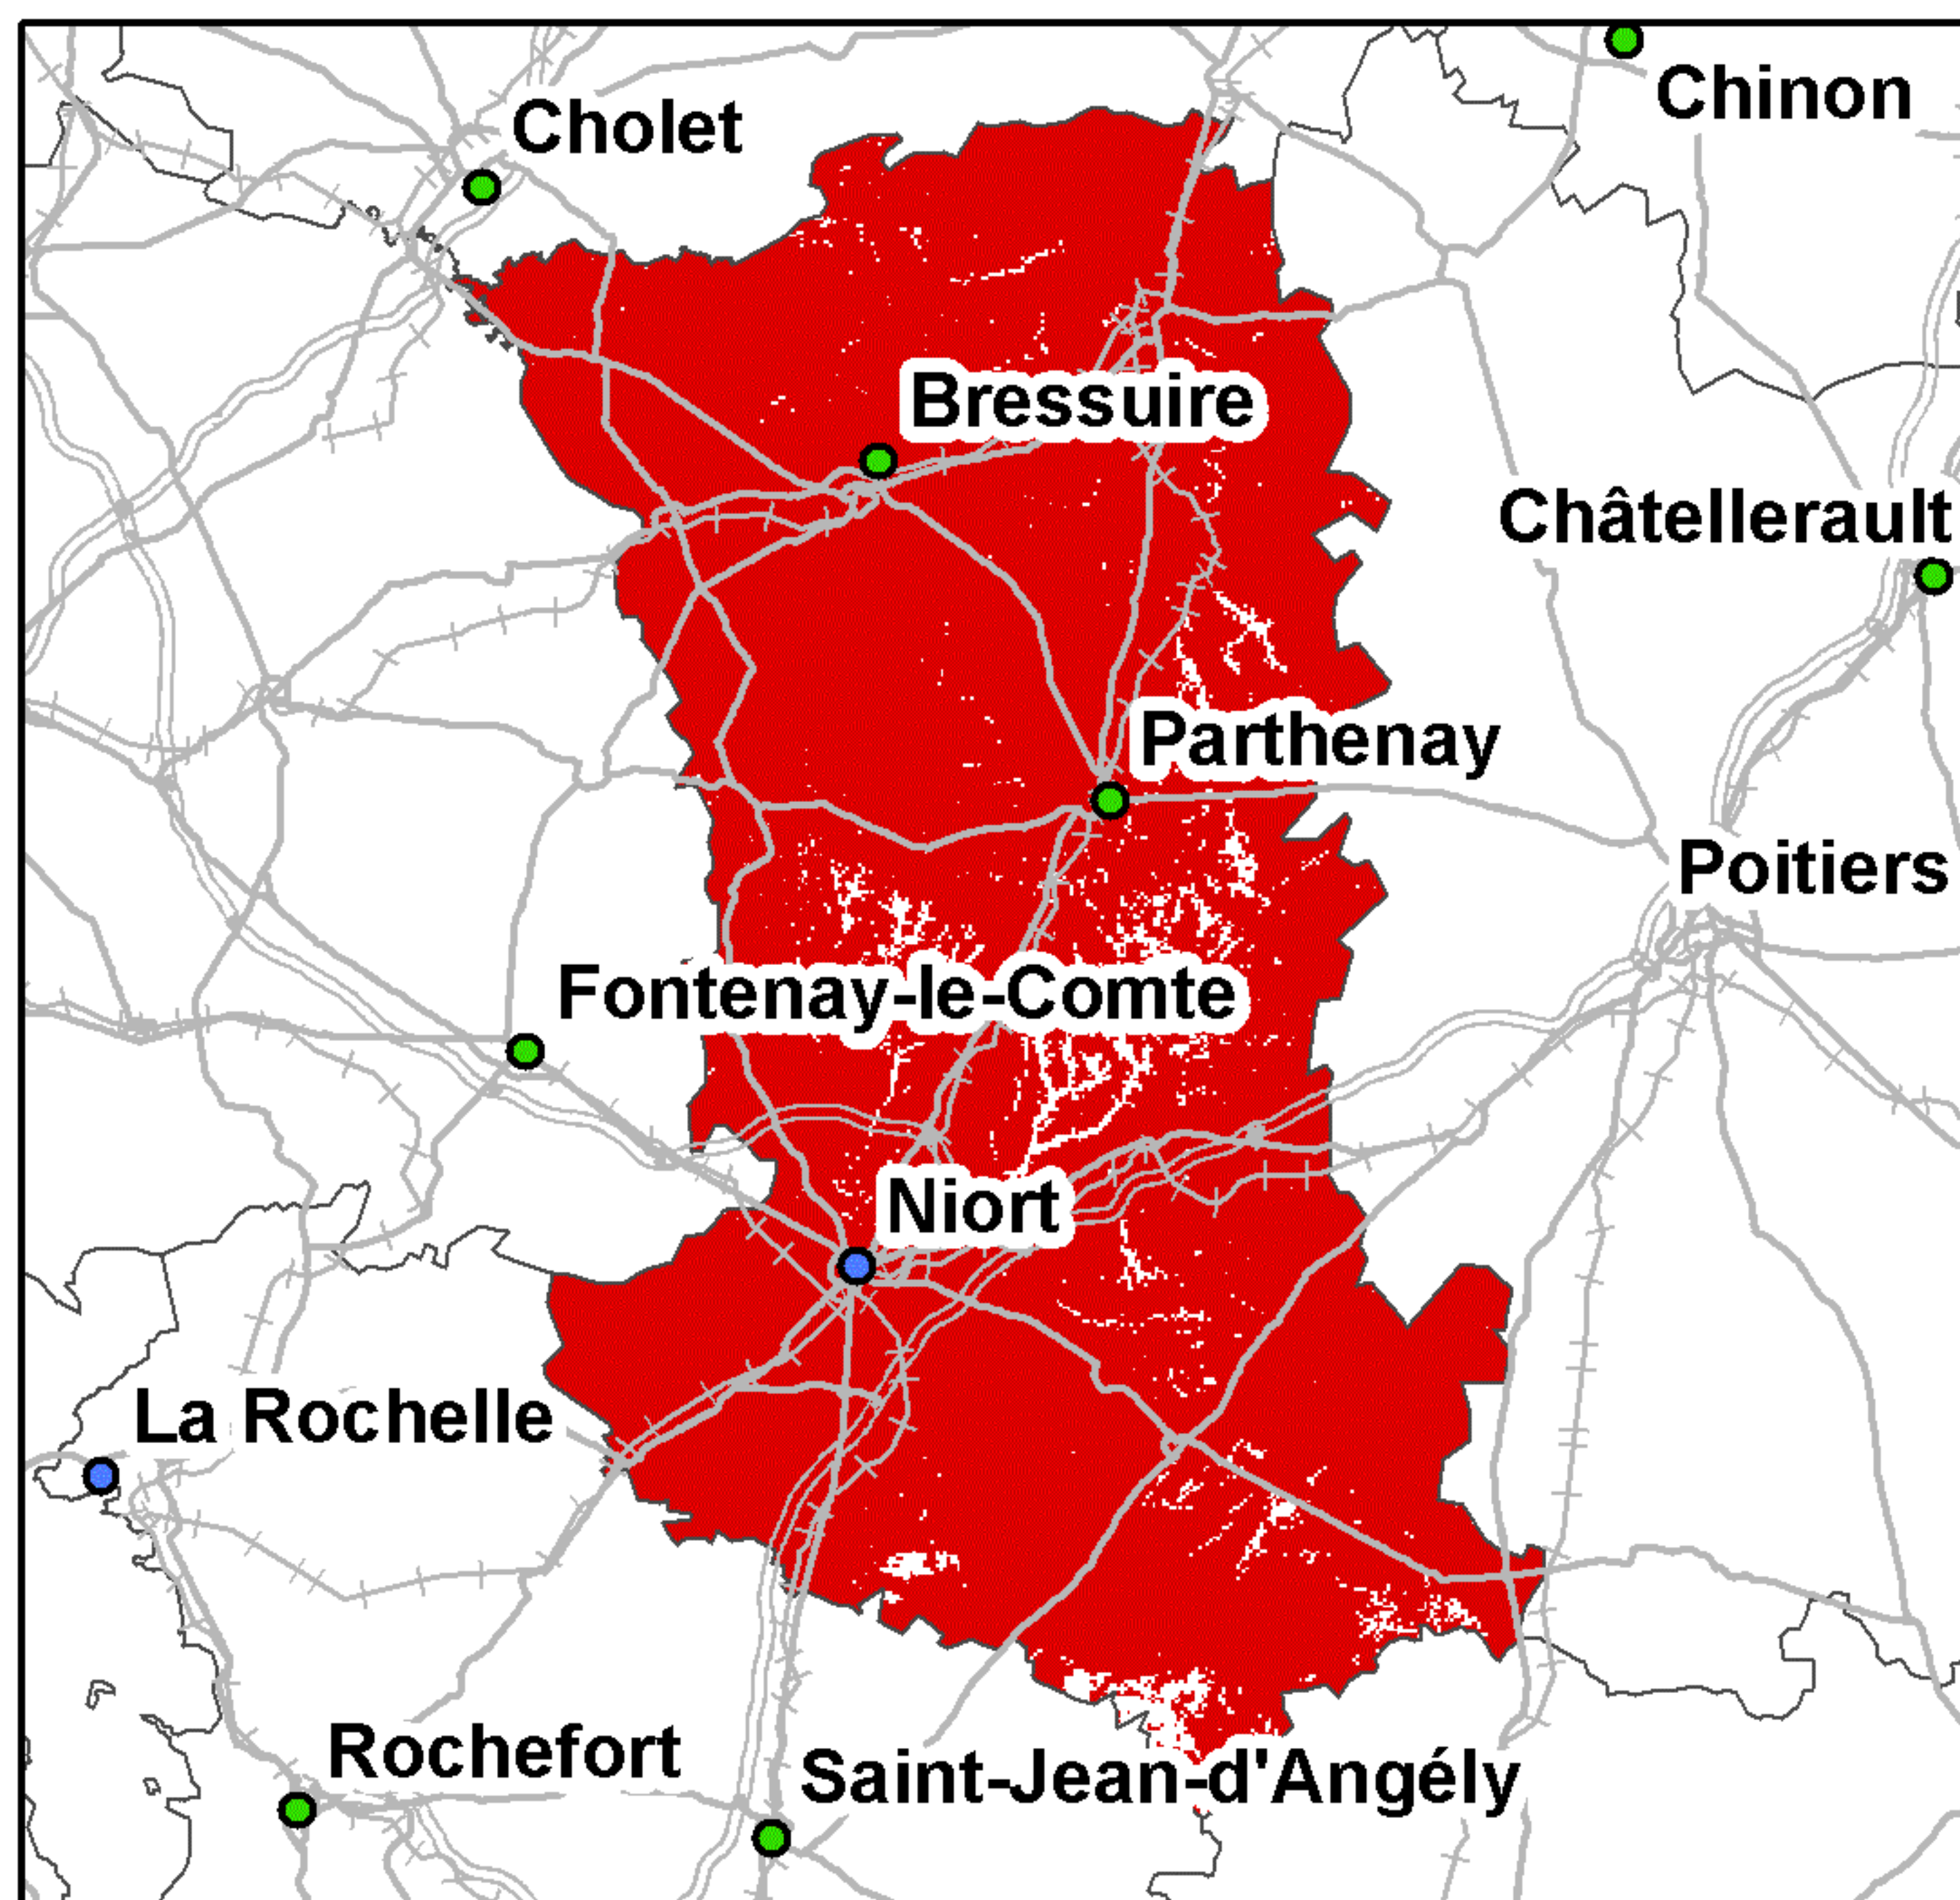 Chinon
Cholet
Bressuire
Châtellerault
Parthenay
Poitiers
Fontenay-le-Comte
Niort
La Rochelle
Rochefort
Saint-Jean-d'Angély